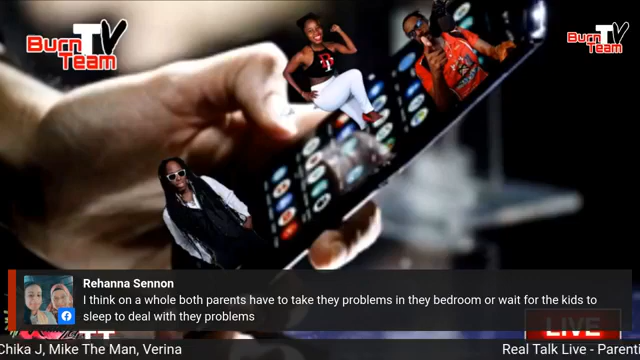 Burn TV
Team
Burn TV
Team
Rehanna Sennon
I think on a whole both parents have to take they problems in they bedroom or wait for the kids to
sleep to deal with they problems
LIVE
Chika J, Mike The Man, Verina
Real Talk Live - Parenti